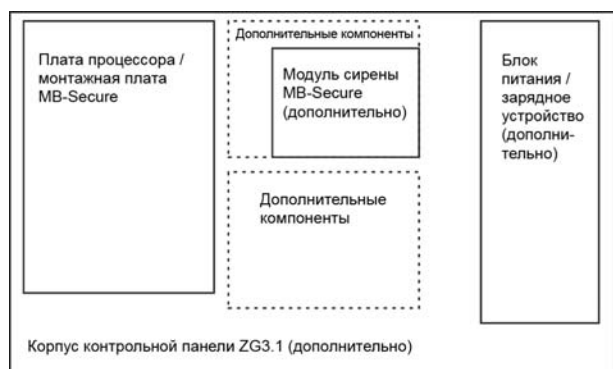 Плата процессора /
монтажная плата
MB-Secure
Дополнительные компоненты
Модуль сирены
MB-Secure
(дополнительно)
Дополнительные
компоненты
Блок
питания /
зарядное
устройство
(дополни-
тельно)
Корпус контрольной панели ZG3.1 (дополнительно)